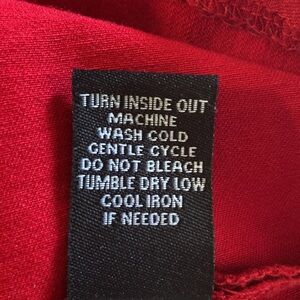 TURN INSIDE OUT
MACHINE
WASH COLD
GENTLE CYCLE
DO NOT BLEACH
TUMBLE DRY LOW
COOL IRON
IF NEEDED